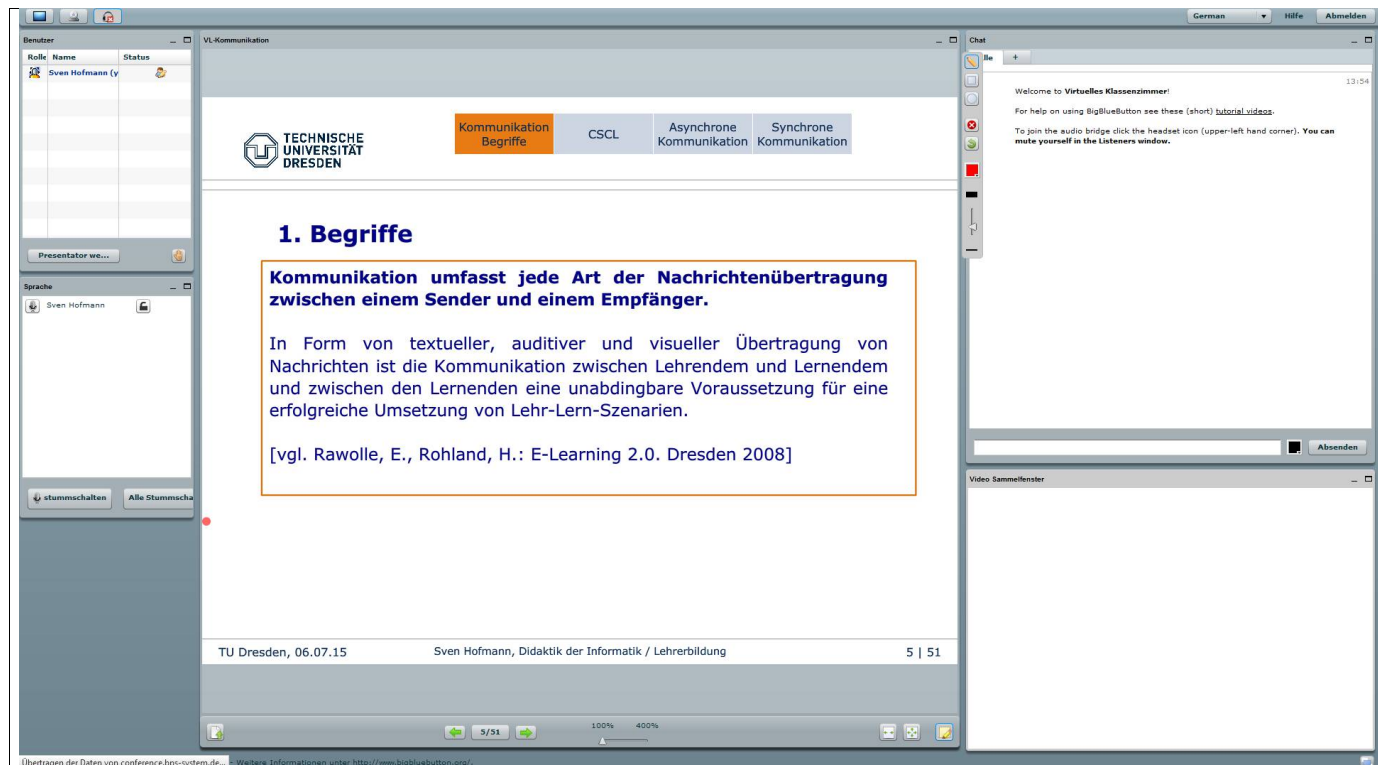 German
Hilfe
Abmelden
Benutzer
Rolle Name Status
Sven Hofmann (y
Presentator we...
Sprache
Sven Hofmann
stummschalten
Alle Stummscha
VL-Kommunikation
TECHNISCHE
UNIVERSITÄT
DRESDEN
Kommunikation
Begriffe
CSCL
Asynchrone
Kommunikation
Synchrone
Kommunikation
1. Begriffe
Kommunikation umfasst jede Art der Nachrichtenübertragung
zwischen einem Sender und einem Empfänger.
In Form von textueller, auditiver und visueller Übertragung von
Nachrichten ist die Kommunikation zwischen Lehrendem und Lernendem
und zwischen den Lernenden eine unabdingbare Voraussetzung für eine
erfolgreiche Umsetzung von Lehr-Lern-Szenarien.
[vgl. Rawolle, E., Rohland, H.: E-Learning 2.0. Dresden 2008]
TU Dresden, 06.07.15
Sven Hofmann, Didaktik der Informatik / Lehrerbildung
5 | 51
5/51
100% 400%
Chat
lle +
13:54
Welcome to Virtuelles Klassenzimmer!
For help on using BigBlueButton see these (short) tutorial videos.
To join the audio bridge click the headset icon (upper-left hand corner). You can
mute yourself in the Listeners window.
Absenden
Video Sammelfenster
Übertragen der Daten von conference.bps-system.de... - Weitere Informationen unter http://www.bigbluebutton.org/.